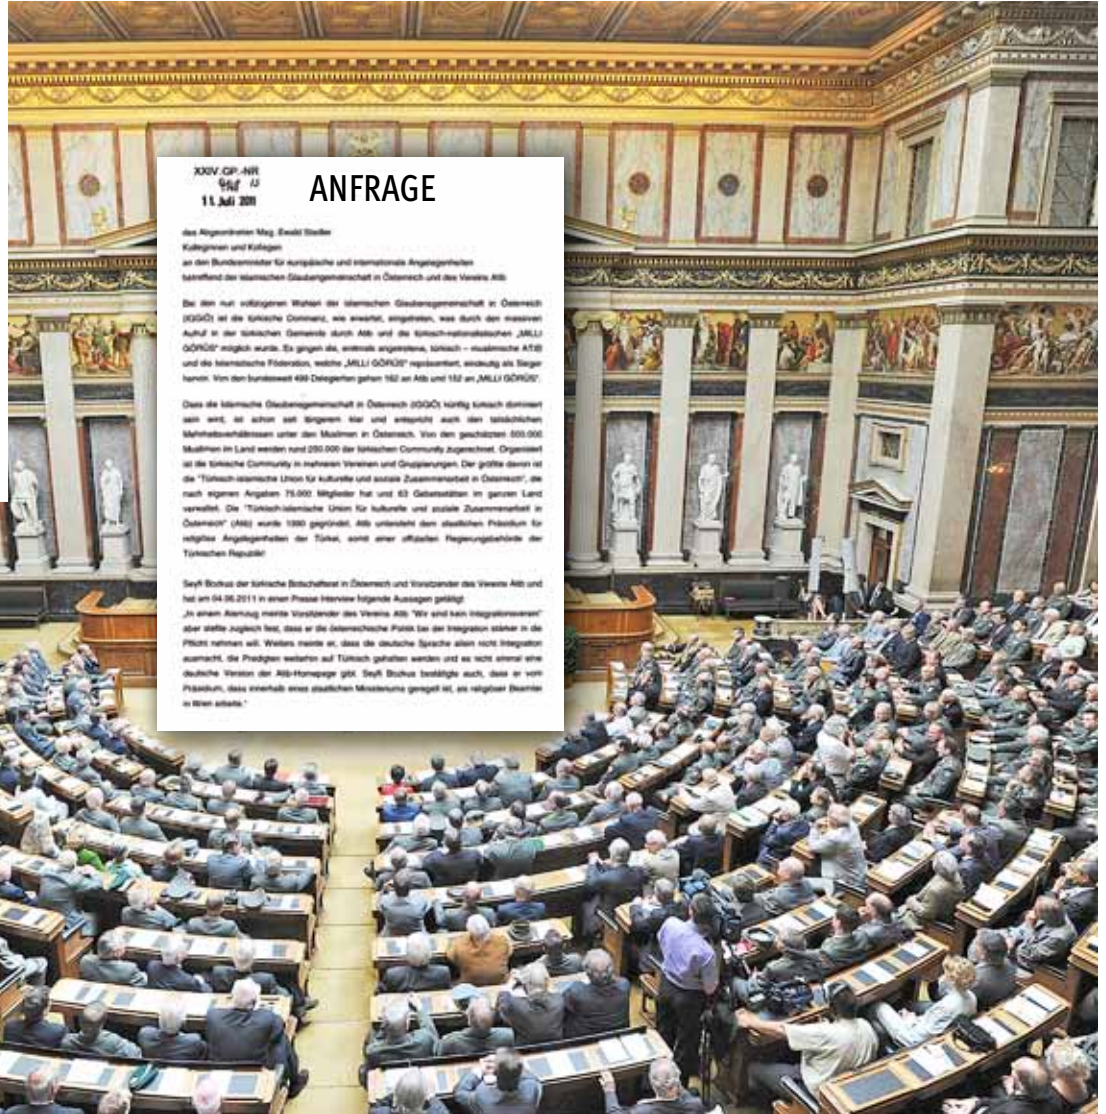 XXIV.GP.-NR
11. Juli 2011
ANFRAGE
des Abgeordneten Mag. Ewald Stadler
Kolleginnen und Kollegen
an den Bundesminister für europäische und internationale Angelegenheiten
betreffend der islamischen Glaubensgemeinschaft in Österreich und des Vereins Atib
Bei den nun vollzogenen Wahlen der islamischen Glaubensgemeinschaft in Österreich
(IGGÖ) ist die türkische Dominanz, wie erwartet, eingetreten, was durch den massiven
Aufruf in der türkischen Gemeinde durch Atib und die türkisch-nationalistischen „MILLI
GÖRÜS" möglich wurde. Es gingen die, erstmals angetretene, türkisch – muslimische ATIB
und die Islamistische Föderation, welche „MILLI GÖRÜS" repräsentiert, eindeutig als Sieger
hervor. Von den bundesweit 499 Delegierten gehen 162 an Atib und 152 an „MILLI GÖRÜS".
Dass die Islamische Glaubensgemeinschaft in Österreich (IGGÖ) künftig türkisch dominiert
sein wird, ist schon seit längerem klar und entspricht auch den tatsächlichen
Mehrheitsverhältnissen unter den Muslimen in Österreich. Von den geschätzten 500.000
Muslimen im Land werden rund 250.000 der türkischen Community zugerechnet. Organisiert
ist die türkische Community in mehreren Vereinen und Gruppierungen. Der größte davon ist
die "Türkisch-islamische Union für kulturelle und soziale Zusammenarbeit in Österreich", die
nach eigenen Angaben 75.000 Mitglieder hat und 63 Gebetsstätten im ganzen Land
verwaltet. Die "Türkisch-islamische Union für kulturelle und soziale Zusammenarbeit in
Österreich" (Atib) wurde 1990 gegründet. Atib untersteht dem staatlichen Präsidium für
religiöse Angelegenheiten der Türkei, somit einer offiziellen Regierungsbehörde der
Türkischen Republik!
Seyfi Bozkus der türkische Botschaftsrat in Österreich und Vorsitzender des Vereins Atib und
hat am 04.06.2011 in einen Presse Interview folgende Aussagen getätigt:
„In einem Atemzug meinte Vorsitzender des Vereins Atib "Wir sind kein Integrationsverein"
aber stellte zugleich fest, dass er die österreichische Politik bei der Integration stärker in die
Pflicht nehmen will. Weiters meinte er, dass die deutsche Sprache allein nicht Integration
ausmacht, die Predigten weiterhin auf Türkisch gehalten werden und es nicht einmal eine
deutsche Version der Atib-Homepage gibt. Seyfi Bozkus bestätigte auch, dass er vom
Präsidium, dass innerhalb eines staatlichen Ministeriums geregelt ist, als religiöser Beamter
in Wien arbeite."